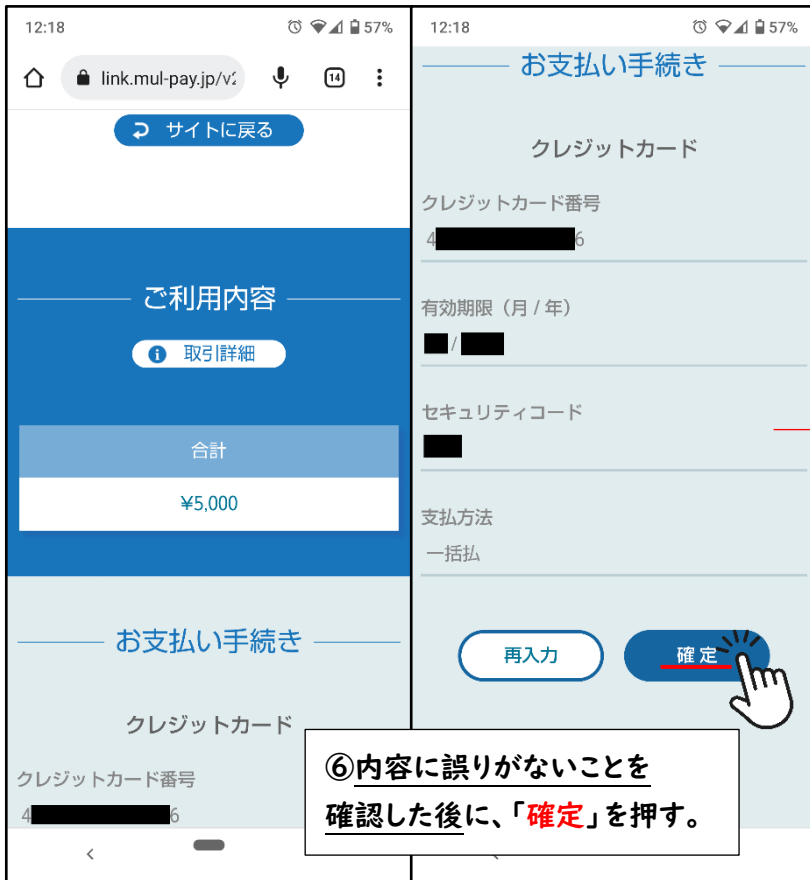 12:18
57%
link.mul-pay.jp/v2
14
サイトに戻る
ご利用内容
取引詳細
合計
¥5,000
お支払い手続き
クレジットカード
クレジットカード番号
4 6
12:18
57%
お支払い手続き
クレジットカード
クレジットカード番号
4 6
有効期限（月 / 年）
/
セキュリティコード
支払方法
一括払
再入力
確定
⑥内容に誤りがないことを
確認した後に、「確定」を押す。